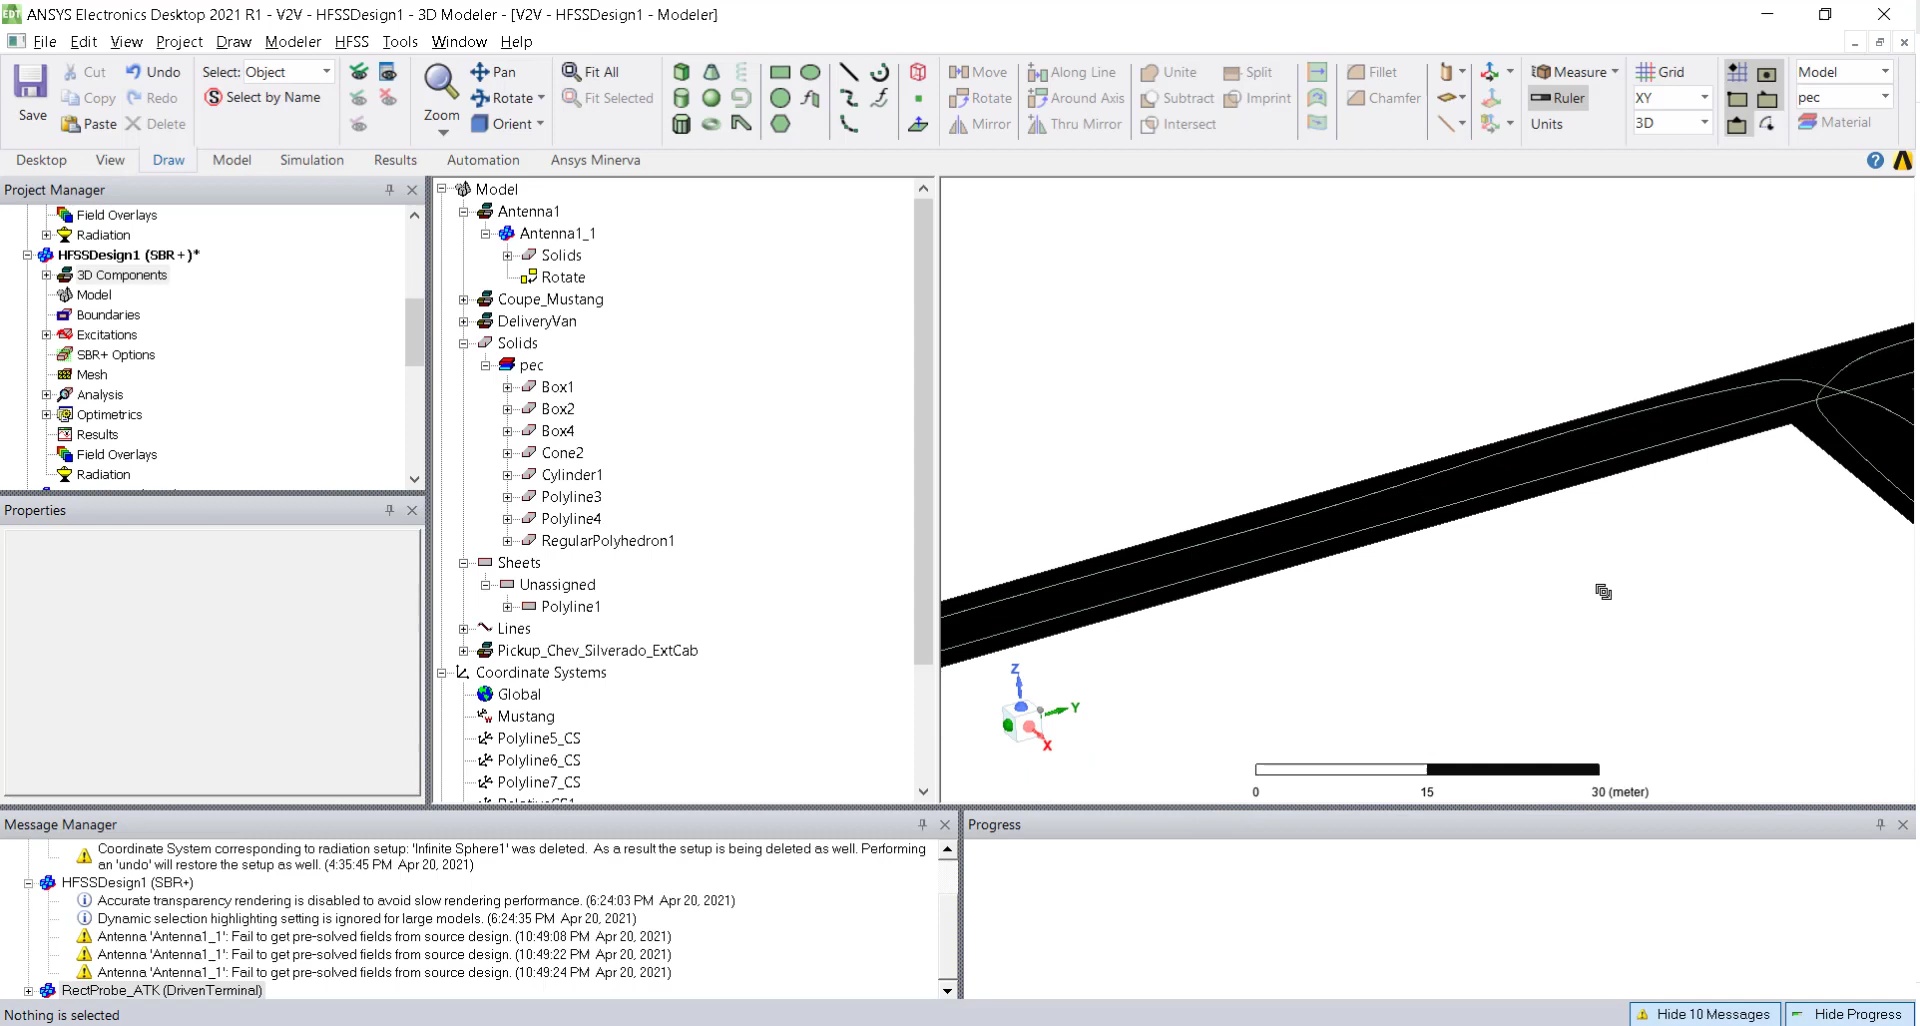 ANSYS Electronics Desktop 2021 R1 - V2V - HFSSDesign1 - 3D Modeler - [V2V - HFSSDesign1 - Modeler]
File Edit View Project Draw Modeler HFSS Tools Window Help
Save
Cut Undo
Copy Redo
Paste Delete
Select: Object
Select by Name
Zoom
Pan
Rotate
Orient
Fit All
Fit Selected
Move Along Line Unite Split
Rotate Around Axis Subtract Imprint
Mirror Thru Mirror Intersect
Fillet
Chamfer
Measure
Ruler
Units
Grid
XY
3D
Model
pec
Material
Desktop View Draw Model Simulation Results Automation Ansys Minerva
Project Manager
Field Overlays
Radiation
HFSSDesign1 (SBR+)*
3D Components
Model
Boundaries
Excitations
SBR+ Options
Mesh
Analysis
Optimetrics
Results
Field Overlays
Radiation
Properties
Model
Antenna1
Antenna1_1
Solids
Rotate
Coupe_Mustang
DeliveryVan
Solids
pec
Box1
Box2
Box4
Cone2
Cylinder1
Polyline3
Polyline4
RegularPolyhedron1
Sheets
Unassigned
Polyline1
Lines
Pickup_Chev_Silverado_ExtCab
Coordinate Systems
Global
Mustang
Polyline5_CS
Polyline6_CS
Polyline7_CS
Z
Y
X
0 15 30 (meter)
Message Manager
Coordinate System corresponding to radiation setup: 'Infinite Sphere1' was deleted. As a result the setup is being deleted as well. Performing
an 'undo' will restore the setup as well. (4:35:45 PM Apr 20, 2021)
HFSSDesign1 (SBR+)
Accurate transparency rendering is disabled to avoid slow rendering performance. (6:24:03 PM Apr 20, 2021)
Dynamic selection highlighting setting is ignored for large models. (6:24:35 PM Apr 20, 2021)
Antenna 'Antenna1_1': Fail to get pre-solved fields from source design. (10:49:08 PM Apr 20, 2021)
Antenna 'Antenna1_1': Fail to get pre-solved fields from source design. (10:49:22 PM Apr 20, 2021)
Antenna 'Antenna1_1': Fail to get pre-solved fields from source design. (10:49:24 PM Apr 20, 2021)
RectProbe_ATK (DrivenTerminal)
Progress
Nothing is selected
Hide 10 Messages
Hide Progress